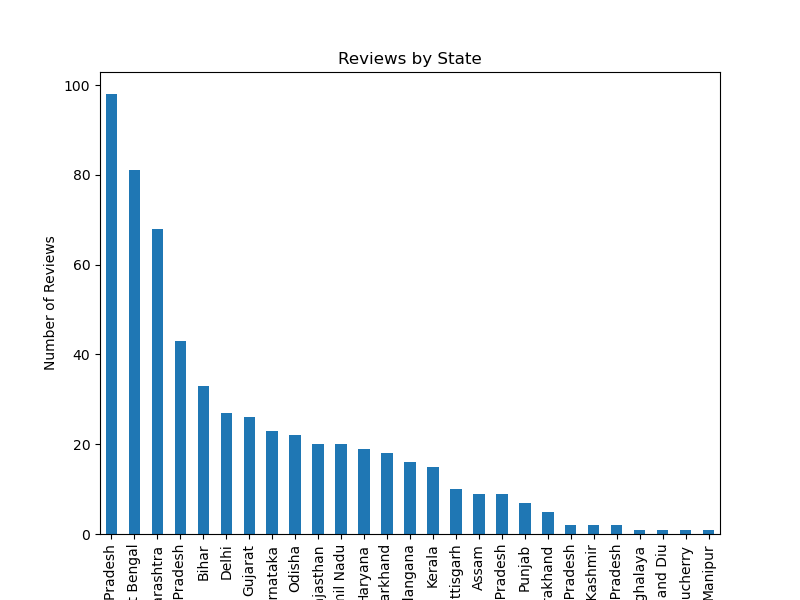 Reviews by State
Number of Reviews
100
80
60
40
20
0
Pradesh
t Bengal
arashtra
Pradesh
Bihar
Delhi
Gujarat
rnataka
Odisha
jasthan
mil Nadu
Haryana
arkhand
langana
Kerala
ttisgarh
Assam
Pradesh
Punjab
rakhand
Pradesh
Kashmir
Pradesh
ghalaya
and Diu
ucherry
Manipur